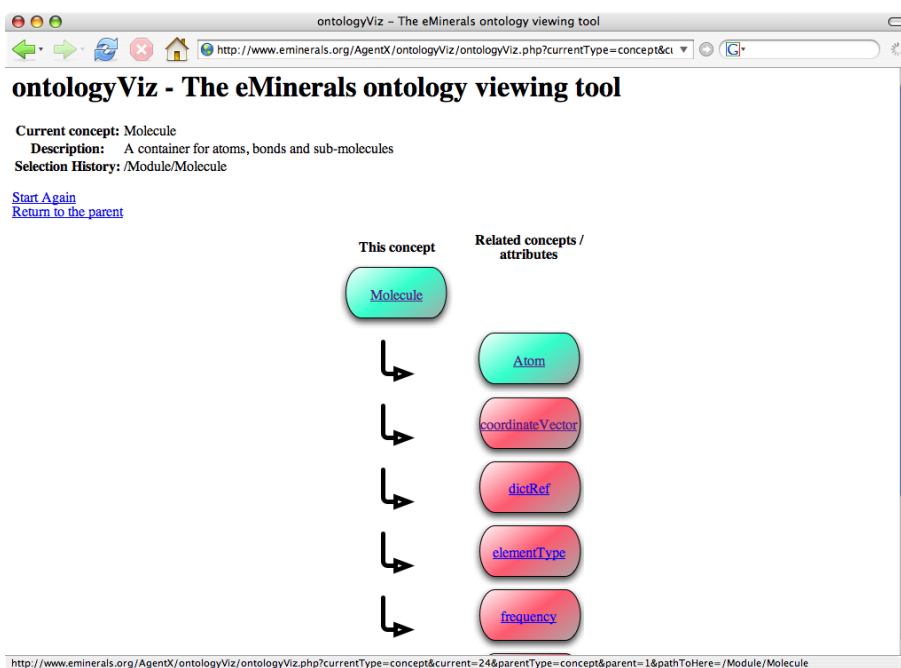 ontologyViz – The eMinerals ontology viewing tool
http://www.eminerals.org/AgentX/ontologyViz/ontologyViz.php?currentType=concept&cu
G
ontologyViz - The eMinerals ontology viewing tool
Current concept: Molecule
Description: A container for atoms, bonds and sub-molecules
Selection History: /Module/Molecule
Start Again
Return to the parent
This concept
Related concepts /
attributes
Molecule
Atom
coordinateVector
dictRef
elementType
frequency
http://www.eminerals.org/AgentX/ontologyViz/ontologyViz.php?currentType=concept&current=24&parentType=concept&parent=1&pathToHere=/Module/Molecule